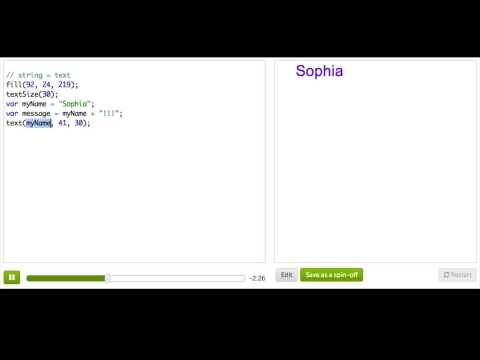 Sophia
// string = text
fill(92, 24, 219);
textSize(30);
var myName = "Sophia";
var message = myName + "!!!";
text(myName, 41, 30);
-2:26
Edit
Save as a spin-off
Restart